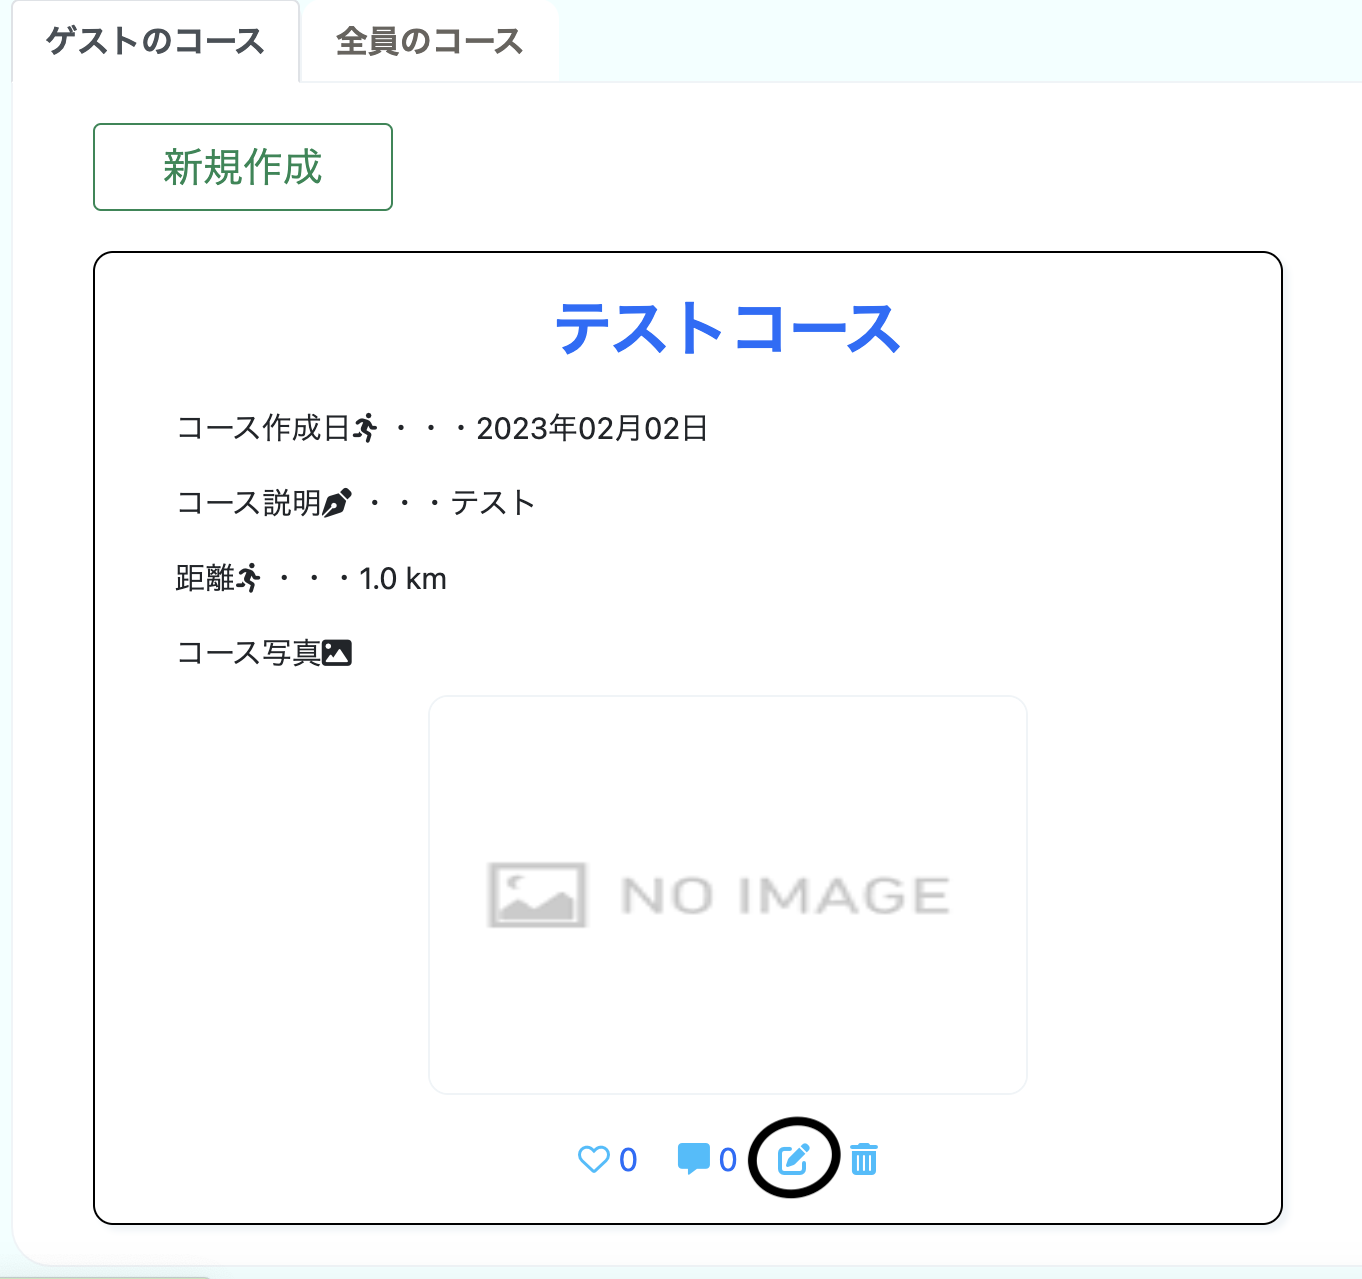 ゲストのコース
全員のコース
新規作成
テストコース
コース作成日・・・2023年02月02日
コース説明・・・テスト
距離・・・1.0 km
コース写真
NO IMAGE
0 0